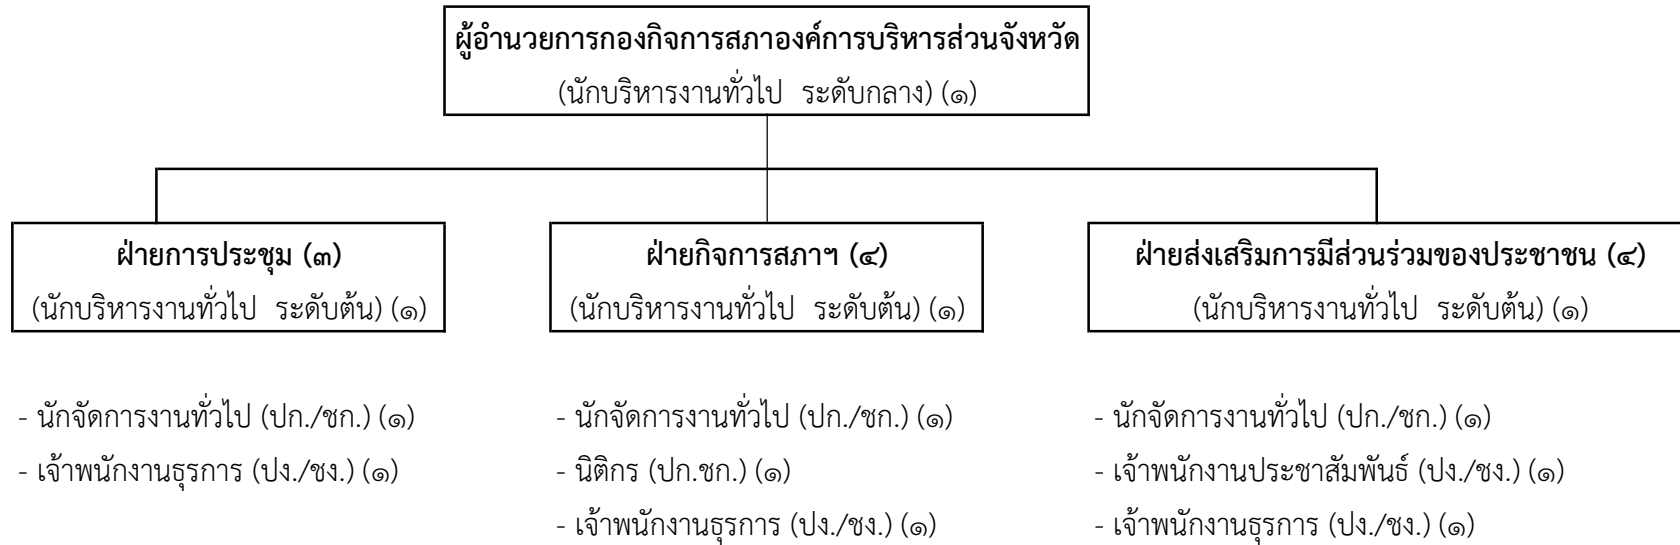 ผู้อำนวยการกองกิจการสภาองค์การบริหารส่วนจังหวัด
(นักบริหารงานทั่วไป ระดับกลาง) (๑)
ฝ่ายการประชุม (๓)
(นักบริหารงานทั่วไป ระดับต้น) (๑)
- นักจัดการงานทั่วไป (ปก./ชก.) (๑)
- เจ้าพนักงานธุรการ (ปง./ชง.) (๑)
ฝ่ายกิจการสภาฯ (๔)
(นักบริหารงานทั่วไป ระดับต้น) (๑)
- นักจัดการงานทั่วไป (ปก./ชก.) (๑)
- นิติกร (ปก.ชก.) (๑)
- เจ้าพนักงานธุรการ (ปง./ชง.) (๑)
ฝ่ายส่งเสริมการมีส่วนร่วมของประชาชน (๔)
(นักบริหารงานทั่วไป ระดับต้น) (๑)
- นักจัดการงานทั่วไป (ปก./ชก.) (๑)
- เจ้าพนักงานประชาสัมพันธ์ (ปง./ชง.) (๑)
- เจ้าพนักงานธุรการ (ปง./ชง.) (๑)